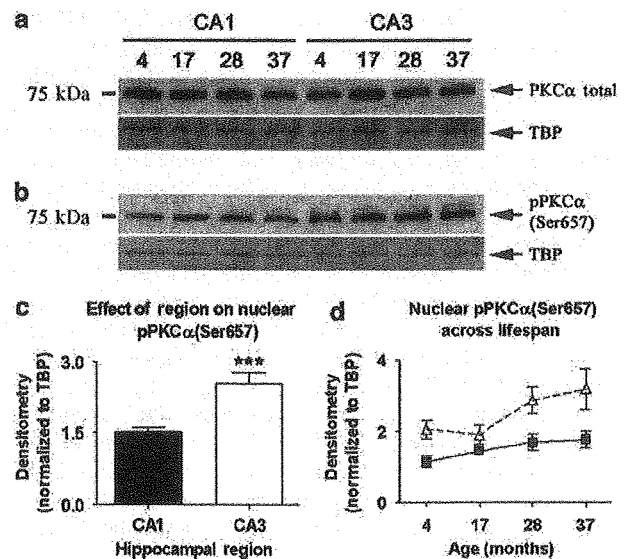 a
CA1 CA3
4 17 28 37 4 17 28 37
75 kDa PKCα total
TBP
b
75 kDa pPKCα
(Ser657)
TBP
c Effect of region on nuclear
pPKCα(Ser657)
Densitometry
(normalized to TBP)
3.0
1.5
0.0
***
CA1 CA3
Hippocampal region
d Nuclear pPKCα(Ser657)
across lifespan
Densitometry
(normalized to TBP)
4
2
0
4 17 28 37
Age (months)